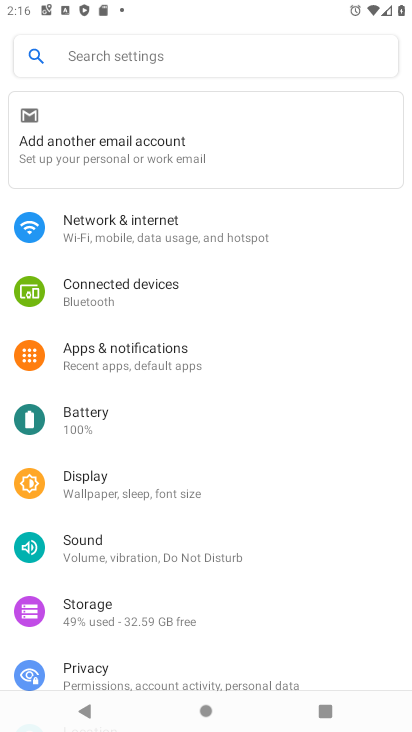 2:16
Search settings
Add another email account
Set up your personal or work email
Network & internet
Wi-Fi, mobile, data usage, and hotspot
Connected devices
Bluetooth
Apps & notifications
Recent apps, default apps
Battery
100%
Display
Wallpaper, sleep, font size
Sound
Volume, vibration, Do Not Disturb
Storage
49% used - 32.59 GB free
Privacy
Permissions, account activity, personal data